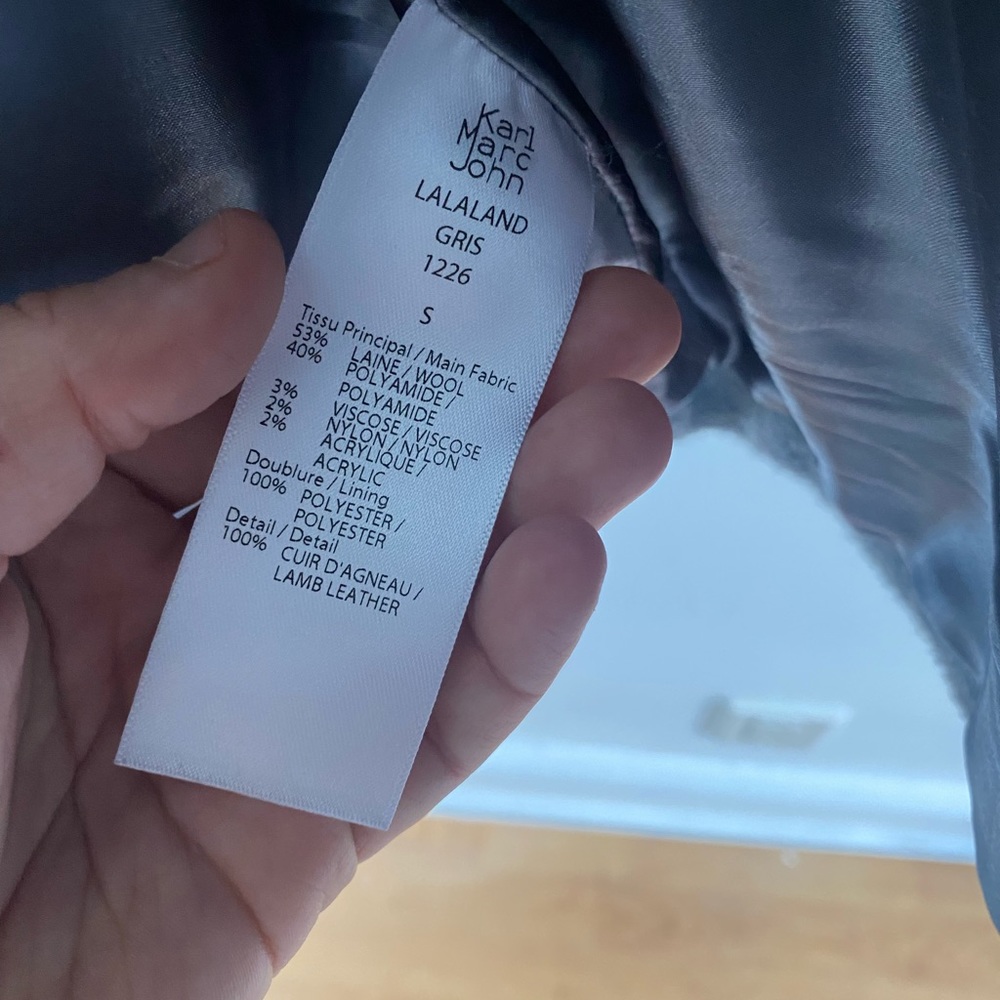 Karl
Marc
John
LALALAND
GRIS
1226
S
Tissu Principal / Main Fabric
53% LAINE / WOOL
40% POLYAMIDE /
POLYAMIDE
3% VISCOSE / VISCOSE
2% NYLON / NYLON
2% ACRYLIQUE /
ACRYLIC
Doublure / Lining
100% POLYESTER /
POLYESTER
Detail / Detail
100% CUIR D'AGNEAU /
LAMB LEATHER